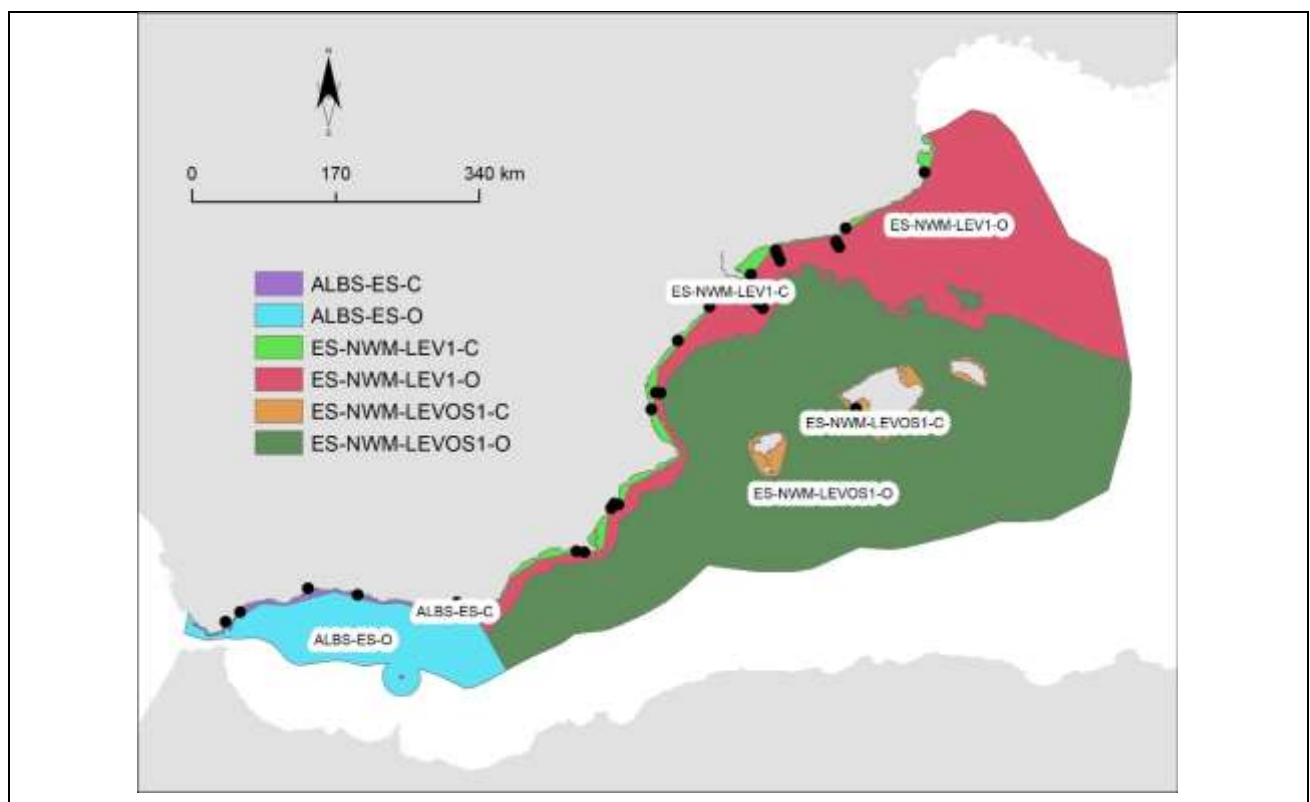 N
S
0 170 340 km
ALBS-ES-C
ALBS-ES-O
ES-NWM-LEV1-C
ES-NWM-LEV1-O
ES-NWM-LEVOS1-C
ES-NWM-LEVOS1-O
ES-NWM-LEV1-O
ES-NWM-LEV1-C
ES-NWM-LEVOS1-C
ES-NWM-LEVOS1-O
ALBS-ES-C
ALBS-ES-O